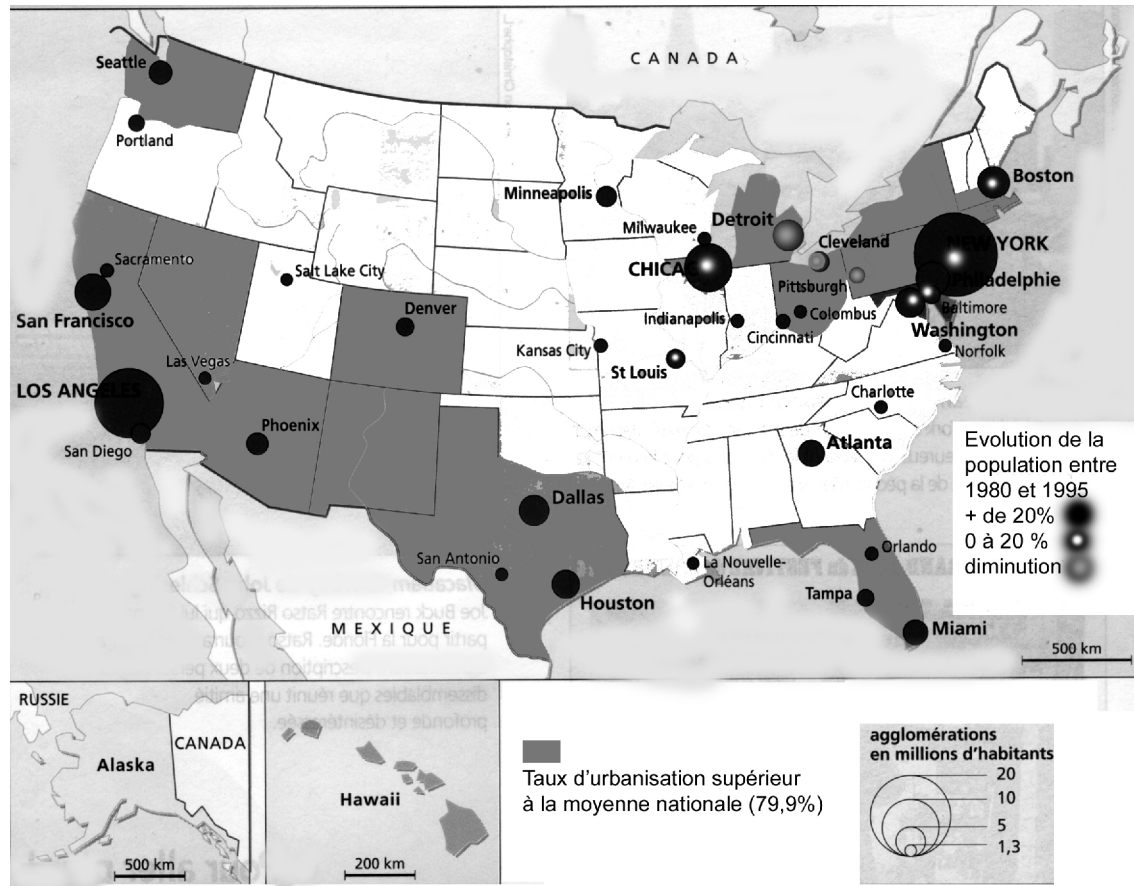 CANADA
Seattle
Portland
Minneapolis
Milwaukee
Detroit
Boston
Cleveland
NEW YORK
CHICAG
Sacramento
Salt Lake City
Pittsburgh
Philadelphie
Baltimore
San Francisco
Denver
Indianapolis
Colombus
Cincinnati
Washington
Norfolk
Kansas City
St Louis
Las Vegas
LOS ANGELES
Charlotte
San Diego
Phoenix
Atlanta
Dallas
San Antonio
Houston
La Nouvelle-
Orléans
Orlando
Tampa
Miami
MEXIQUE
Evolution de la
population entre
1980 et 1995
+ de 20%
0 à 20 %
diminution
500 km
RUSSIE
CANADA
Alaska
500 km
Hawaii
200 km
Taux d’urbanisation supérieur
à la moyenne nationale (79,9%)
agglomérations
en millions d’habitants
20
10
5
1,3